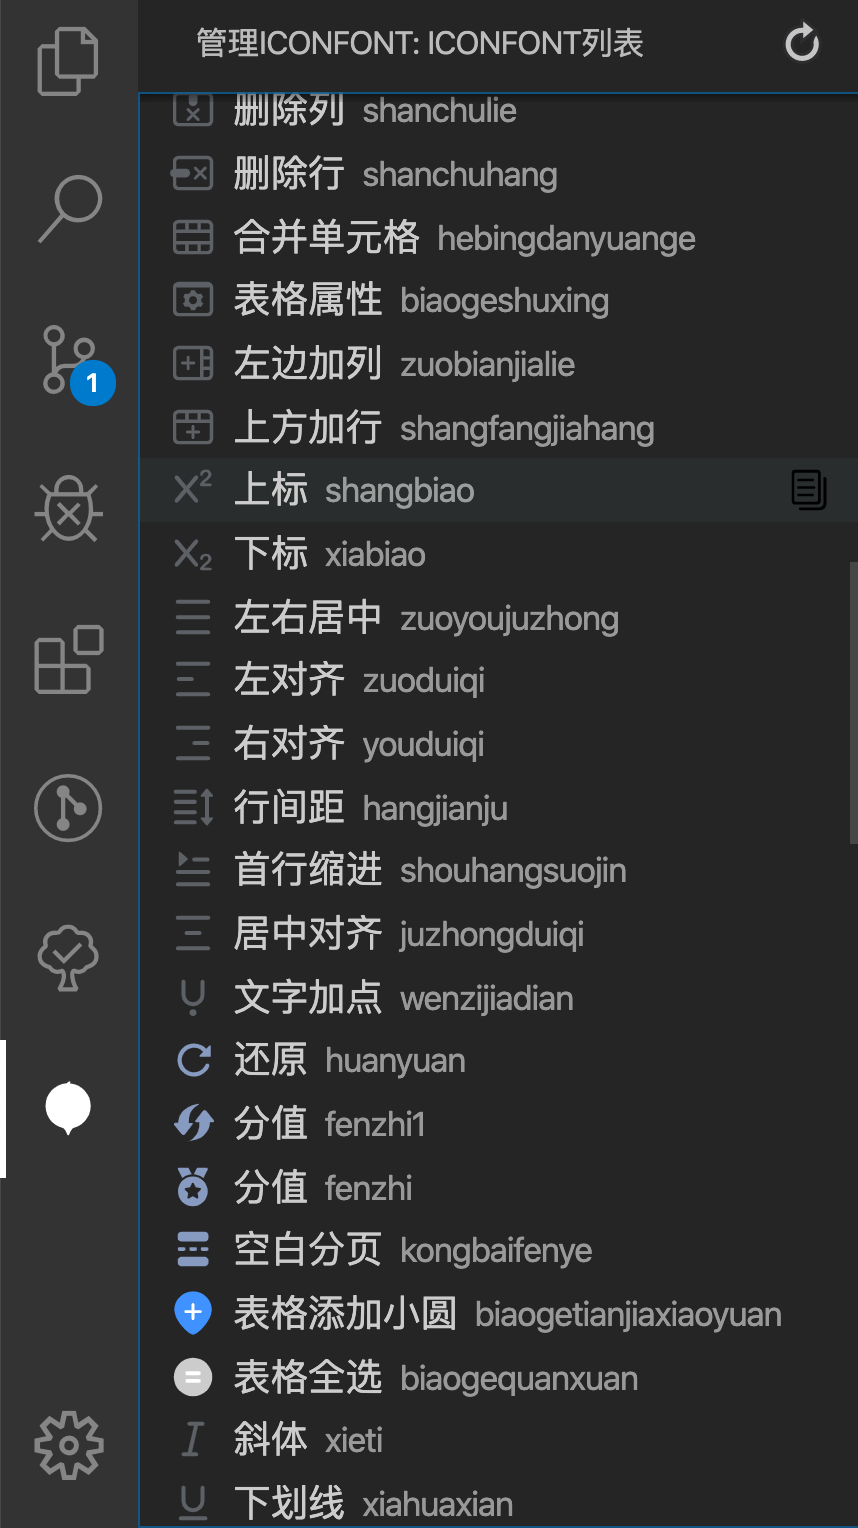 管理ICONFONT: ICONFONT列表
删除列 shanchulie
删除行 shanchuhang
合并单元格 hebingdanyuange
表格属性 biaogeshuxing
左边加列 zuobianjialie
上方加行 shangfangjiahang
上标 shangbiao
1
下标 xiabiao
左右居中 zuoyoujuzhong
左对齐 zuoduiqi
右对齐 youduiqi
行间距 hangjianju
首行缩进 shouhangsuojin
居中对齐 juzhongduiqi
文字加点 wenzijiadian
还原 huanyuan
分值 fenzhi1
分值 fenzhi
空白分页 kongbaifenye
表格添加小圆 biaogetianjiaxiaoyuan
表格全选 biaogequanxuan
斜体 xieti
下划线 xiahuaxian